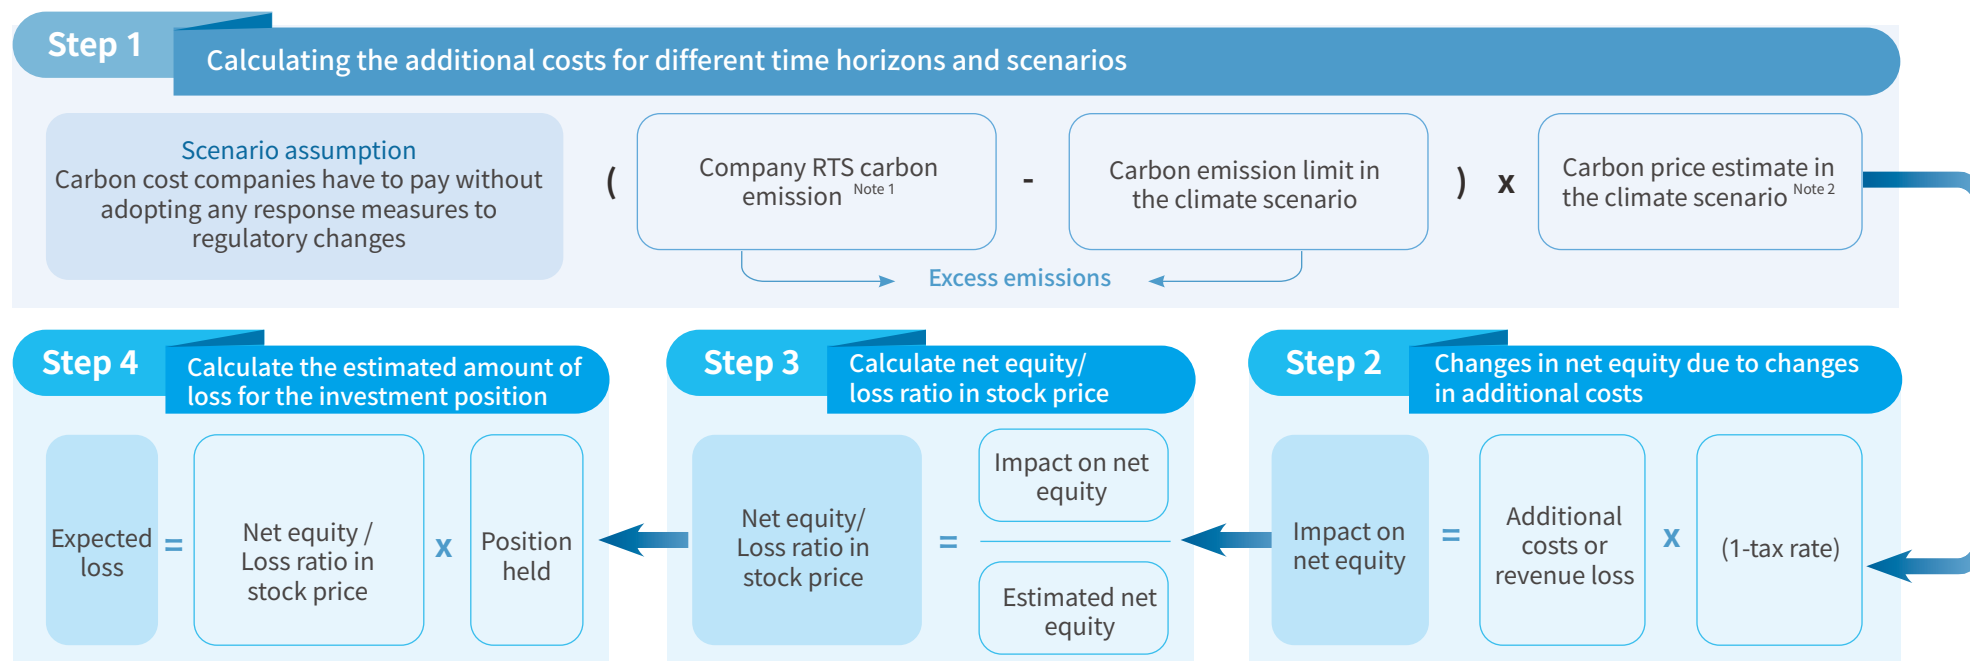 Step 1
Calculating the additional costs for different time horizons and scenarios
Scenario assumption
Carbon cost companies have to pay without
adopting any response measures to
regulatory changes
(
Company RTS carbon
emission Note 1
-
Carbon emission limit in
the climate scenario
)
x
Carbon price estimate in
the climate scenario Note 2
Excess emissions
Step 4
Calculate the estimated amount of
loss for the investment position
Expected
loss
=
Net equity /
Loss ratio in
stock price
x
Position
held
Step 3
Calculate net equity/
loss ratio in stock price
Net equity/
Loss ratio in
stock price
=
Impact on net
equity
Estimated net
equity
Step 2
Changes in net equity due to changes
in additional costs
Impact on
net equity
=
Additional
costs or
revenue loss
x
(1-tax rate)